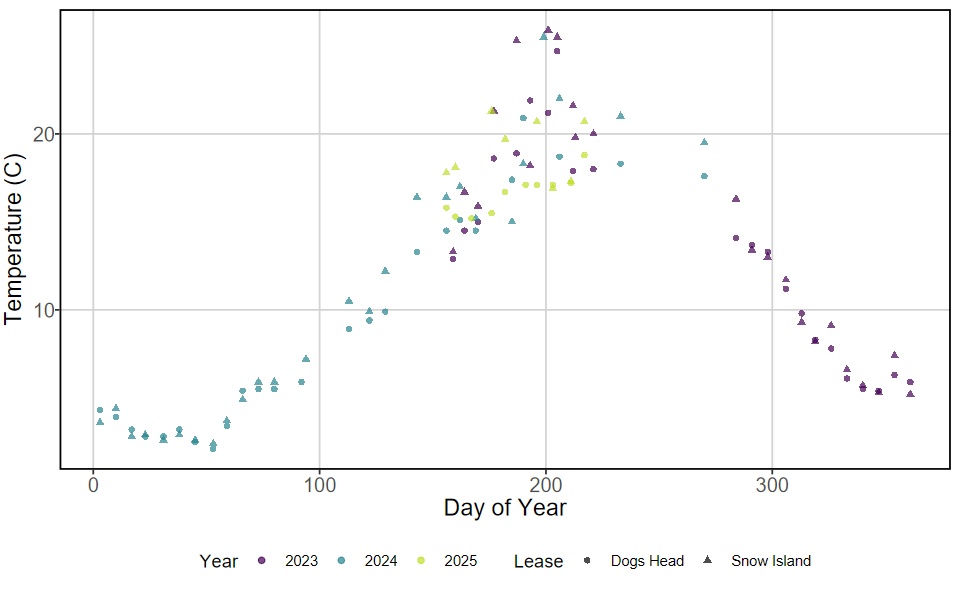 Temperature (C)
20
10
0 100 200 300
Day of Year
Year 2023 2024 2025 Lease Dogs Head Snow Island